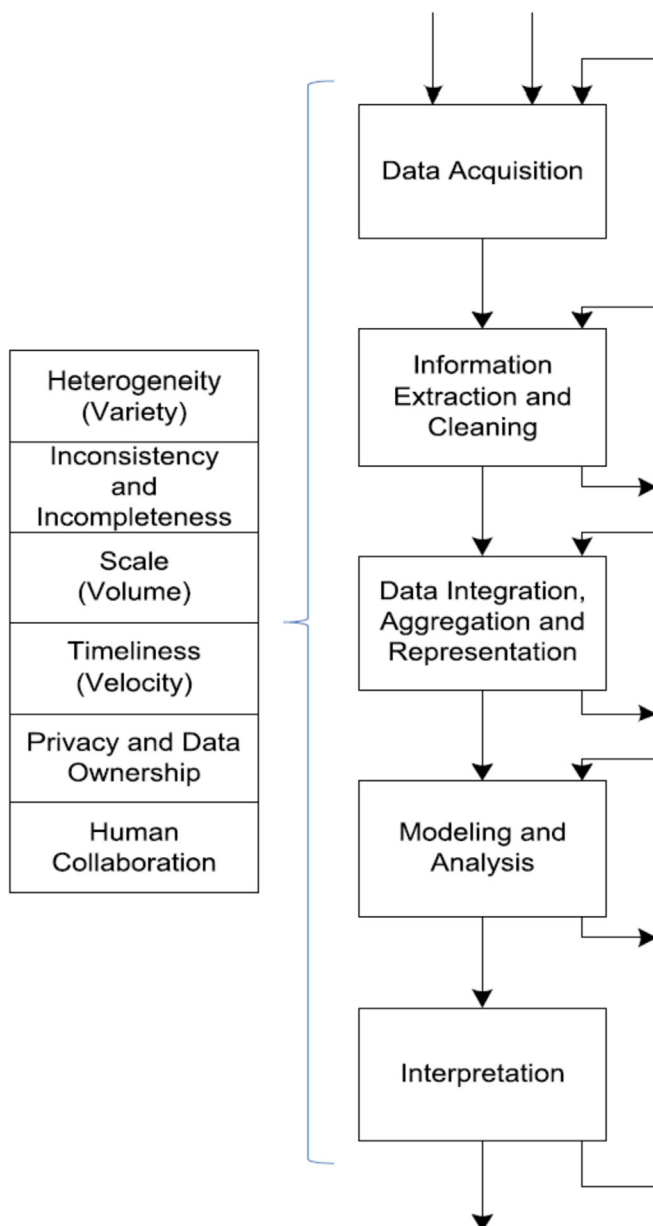 Data Acquisition
Information
Extraction and
Cleaning
Heterogeneity
(Variety)
Inconsistency
and
Incompleteness
Scale
(Volume)
Timeliness
(Velocity)
Privacy and Data
Ownership
Human
Collaboration
Data Integration,
Aggregation and
Representation
Modeling and
Analysis
Interpretation